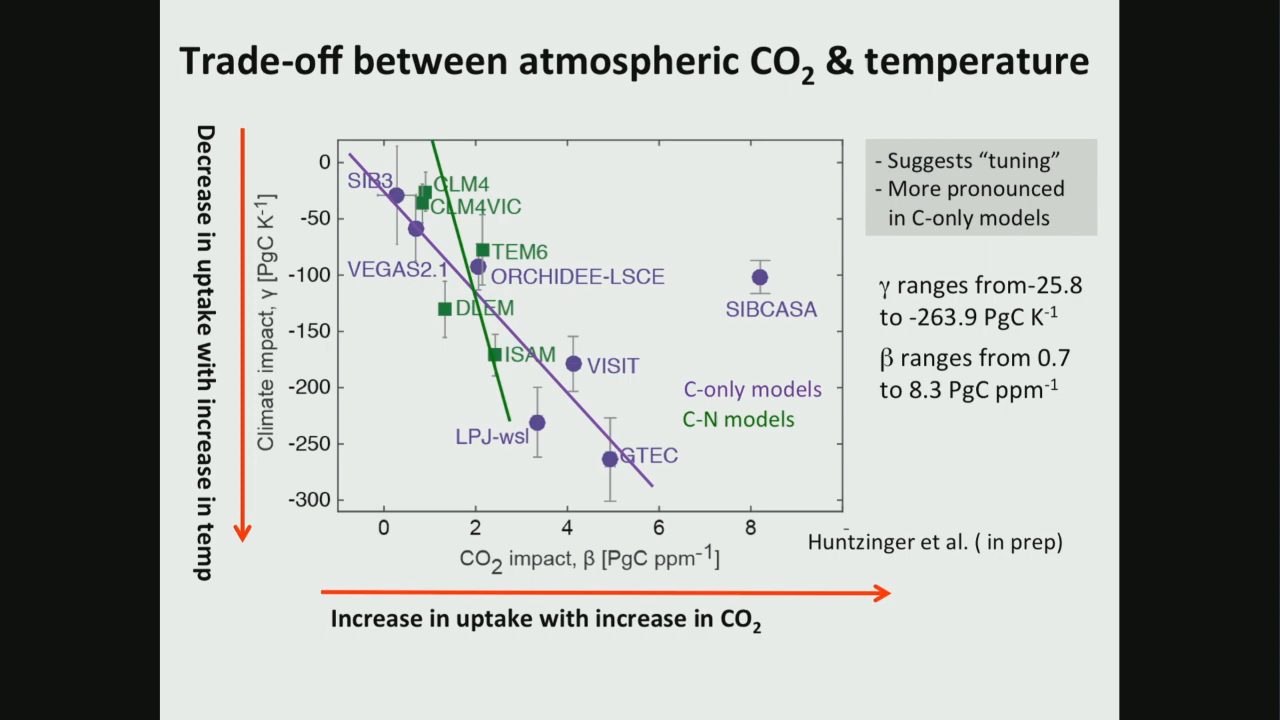 Trade-off between atmospheric CO2 & temperature
Decrease in uptake with increase in temp
Climate impact, γ [PgC K-1]
0
-50
-100
-150
-200
-250
-300
SIB3
CLM4
CLM4VIC
VEGAS2.1
TEM6
ORCHIDEE-LSCE
SIBCASA
DLEM
ISAM
VISIT
LPJ-wsl
GTEC
C-only models
C-N models
0 2 4 6 8
CO2 impact, β [PgC ppm-1]
Increase in uptake with increase in CO2
- Suggests “tuning”
- More pronounced
in C-only models
γ ranges from-25.8
to -263.9 PgC K-1
β ranges from 0.7
to 8.3 PgC ppm-1
Huntzinger et al. ( in prep)